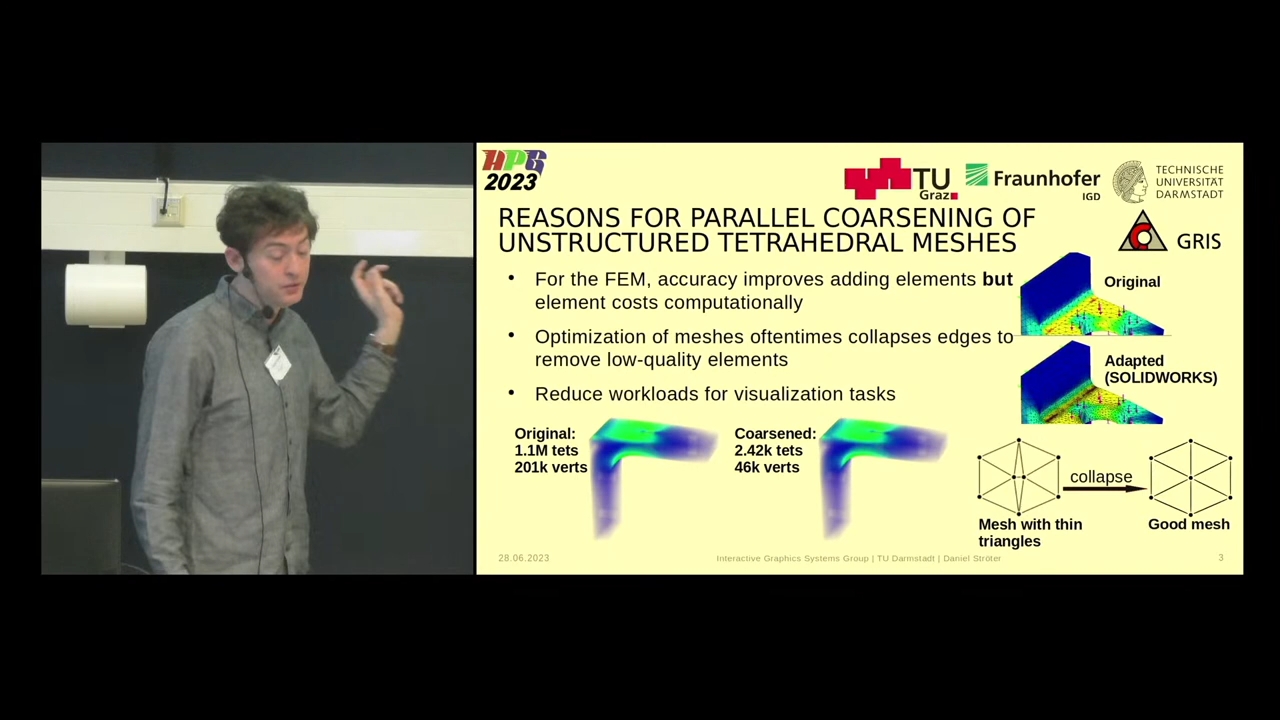 HPG
2023
TU
Graz
Fraunhofer
IGD
TECHNISCHE
UNIVERSITÄT
DARMSTADT
GRIS
REASONS FOR PARALLEL COARSENING OF
UNSTRUCTURED TETRAHEDRAL MESHES
• For the FEM, accuracy improves adding elements but
element costs computationally
• Optimization of meshes oftentimes collapses edges to
remove low-quality elements
• Reduce workloads for visualization tasks
Original
Adapted
(SOLIDWORKS)
Original:
1.1M tets
201k verts
Coarsened:
2.42k tets
46k verts
collapse
Mesh with thin
triangles
Good mesh
28.06.2023
Interactive Graphics Systems Group | TU Darmstadt | Daniel Ströter
3